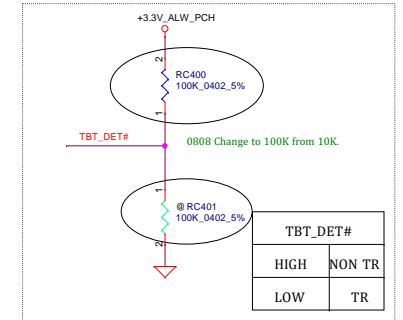 +3.3V_ALW_PCH
2
RC400
100K_0402_5%
1
TBT_DET#
0808 Change to 100K from 10K.
1
@ RC401
100K_0402_5%
2
TBT_DET#
HIGH NON TR
LOW TR